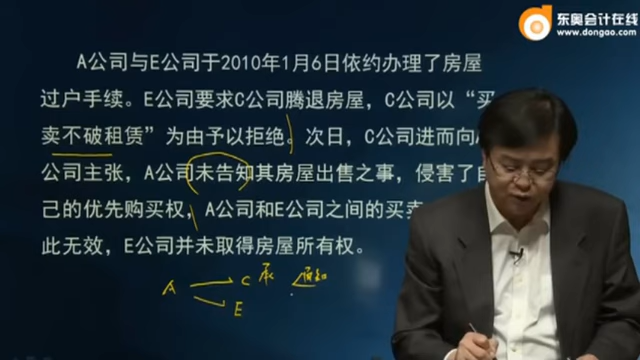 东奥会计在线
www.dongao.com
A公司与E公司于2010年1月6日依约办理了房屋
过户手续。E公司要求C公司腾退房屋，C公司以“买
卖不破租赁”为由予以拒绝。次日，C公司进而向
公司主张，A公司未告知其房屋出售之事，侵害了自
己的优先购买权，A公司和E公司之间的买卖
此无效，E公司并未取得房屋所有权。
A C 承 通知
E